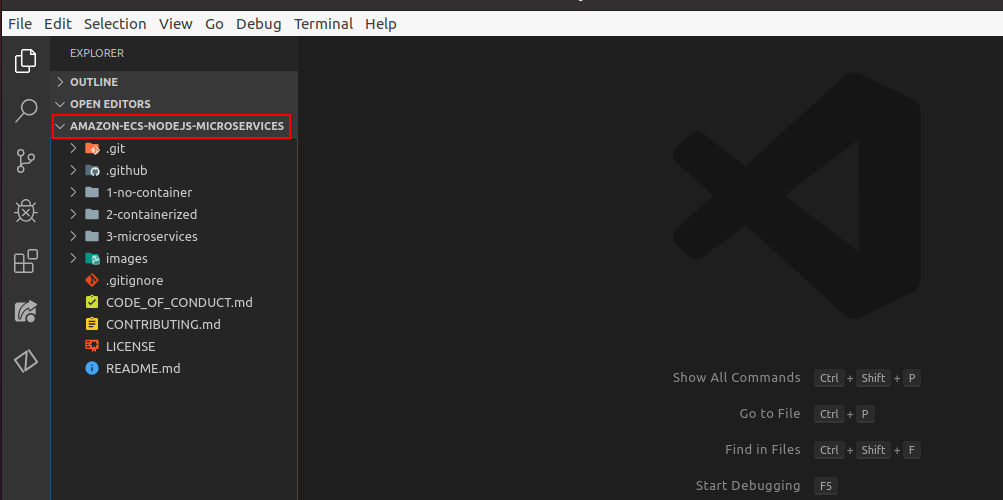 File Edit Selection View Go Debug Terminal Help
EXPLORER
OUTLINE
OPEN EDITORS
AMAZON-ECS-NODEJS-MICROSERVICES
.git
.github
1-no-container
2-containerized
3-microservices
images
.gitignore
CODE_OF_CONDUCT.md
CONTRIBUTING.md
LICENSE
README.md
Show All Commands Ctrl + Shift + P
Go to File Ctrl + P
Find in Files Ctrl + Shift + F
Start Debugging F5